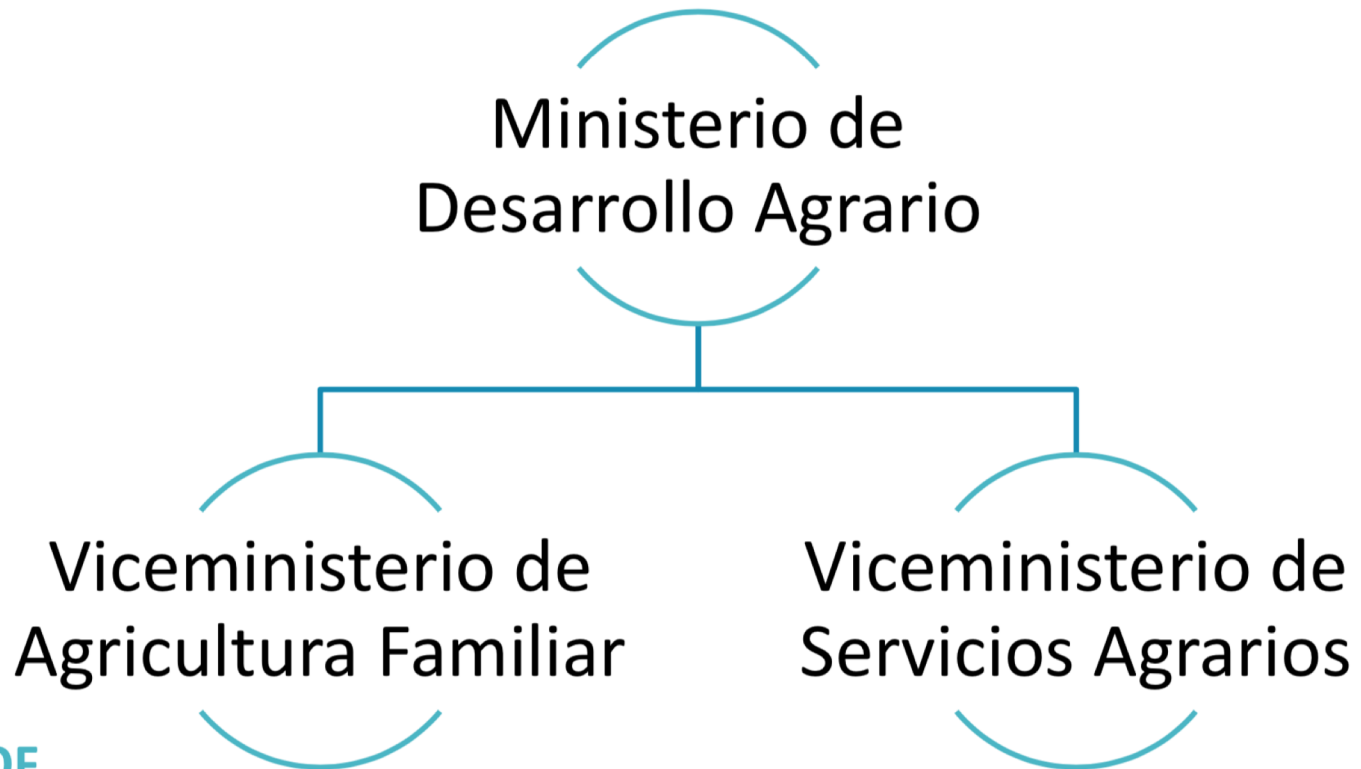 Ministerio de
Desarrollo Agrario
Viceministerio de
Agricultura Familiar
Viceministerio de
Servicios Agrarios